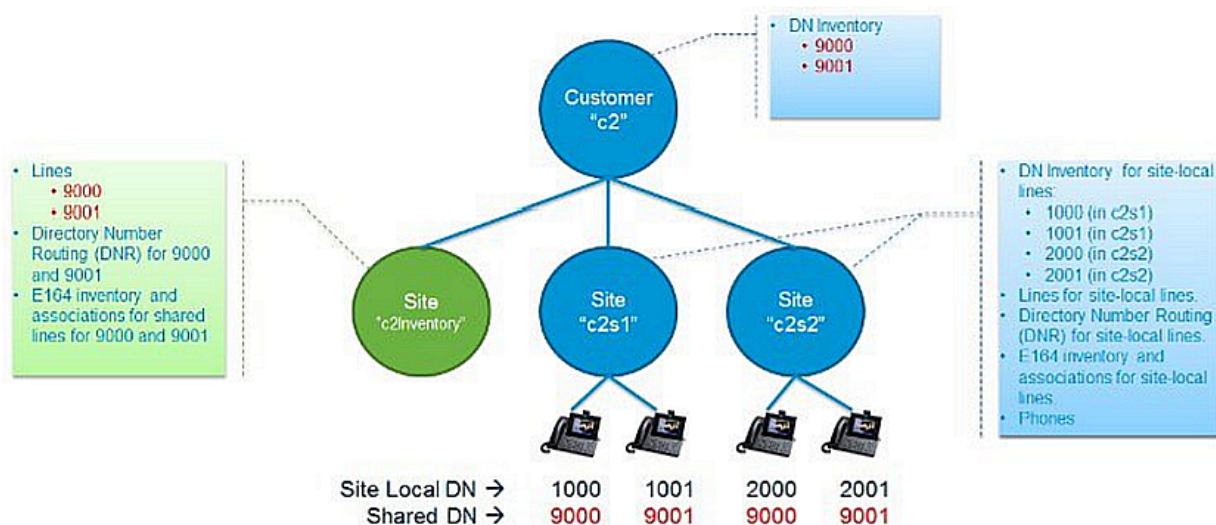 • DN Inventory
• 9000
• 9001
Customer
"c2"
• Lines
• 9000
• 9001
• Directory Number
Routing (DNR) for 9000
and 9001
• E164 inventory and
associations for shared
lines for 9000 and 9001
• DN Inventory for site-local
lines:
• 1000 (in c2s1)
• 1001 (in c2s1)
• 2000 (in c2s2)
• 2001 (in c2s2)
• Lines for site-local lines.
• Directory Number Routing
(DNR) for site-local lines.
• E164 inventory and
associations for site-local
lines.
• Phones
Site
"c2Inventory"
Site
"c2s1"
Site
"c2s2"
Site Local DN → 1000 1001 2000 2001
Shared DN → 9000 9001 9000 9001